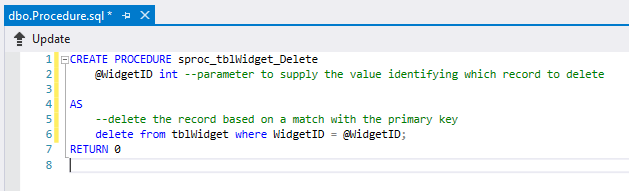 dbo.Procedure.sql *
Update
1 CREATE PROCEDURE sproc_tblWidget_Delete
2 @WidgetID int --parameter to supply the value identifying which record to delete
3
4 AS
5 --delete the record based on a match with the primary key
6 delete from tblWidget where WidgetID = @WidgetID;
7 RETURN 0
8